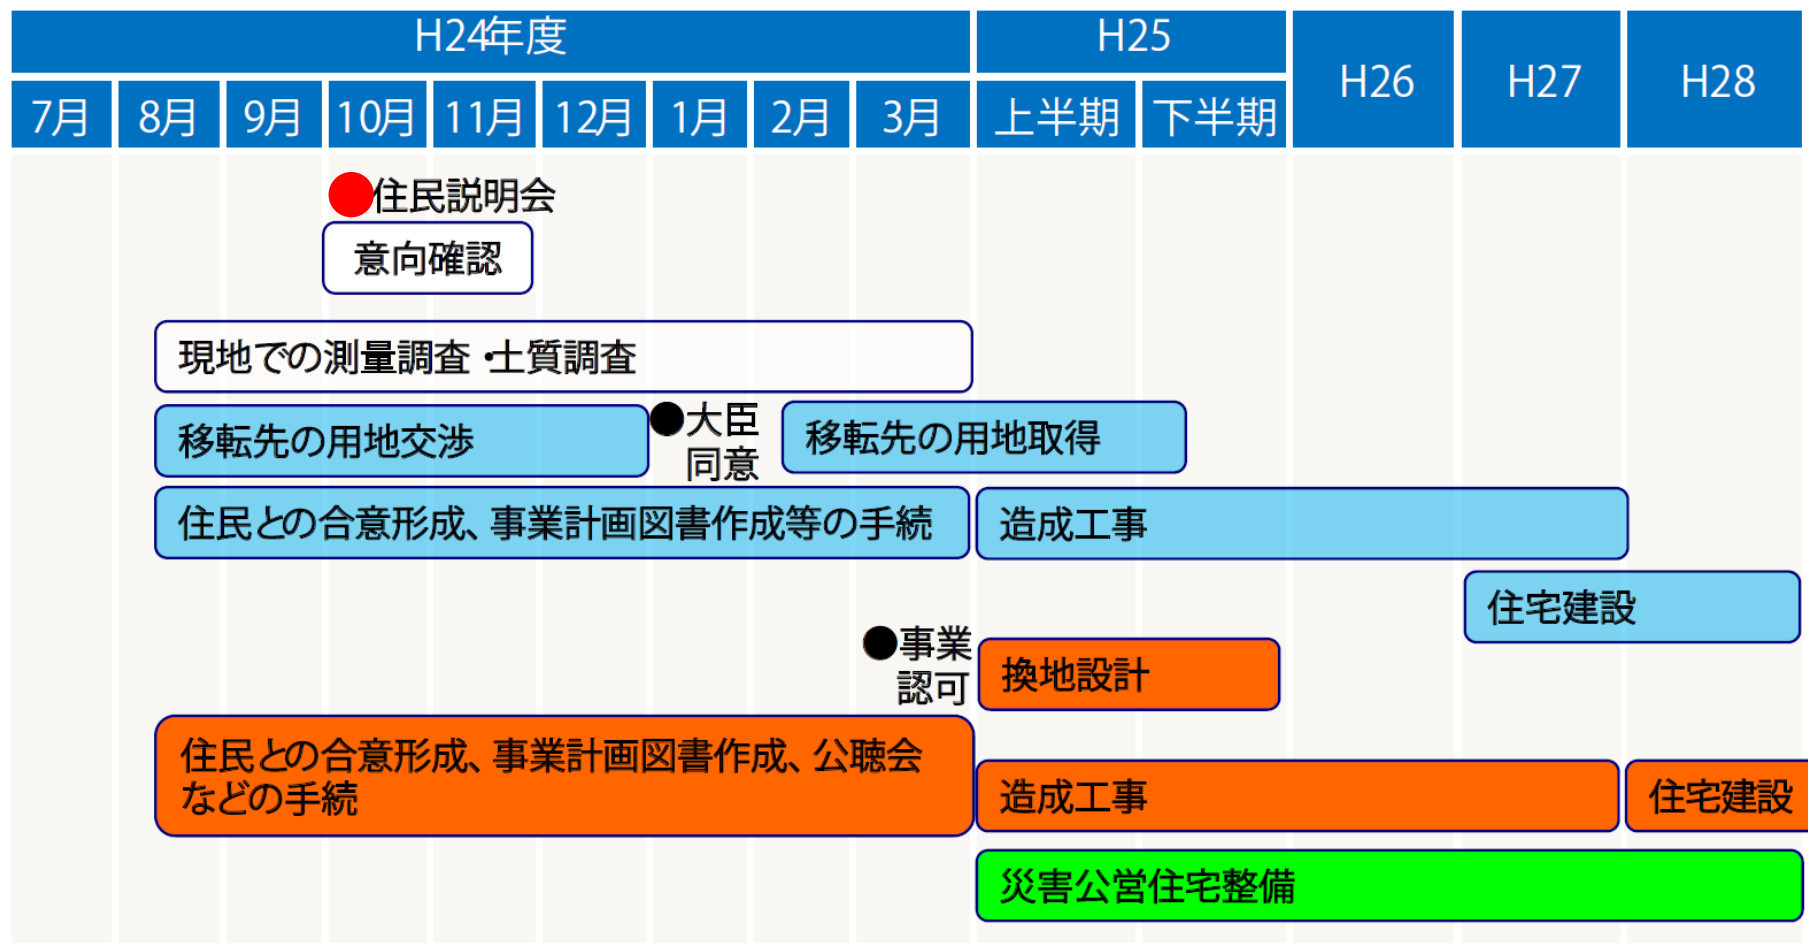 H24年度
H25
H26
H27
H28
7月
8月
9月
10月
11月
12月
1月
2月
3月
上半期
下半期
●住民説明会
意向確認
現地での測量調査・土質調査
移転先の用地交渉
●大臣
同意
移転先の用地取得
住民との合意形成、事業計画図書作成等の手続
造成工事
住宅建設
●事業
認可
換地設計
住民との合意形成、事業計画図書作成、公聴会
などの手続
造成工事
住宅建設
災害公営住宅整備